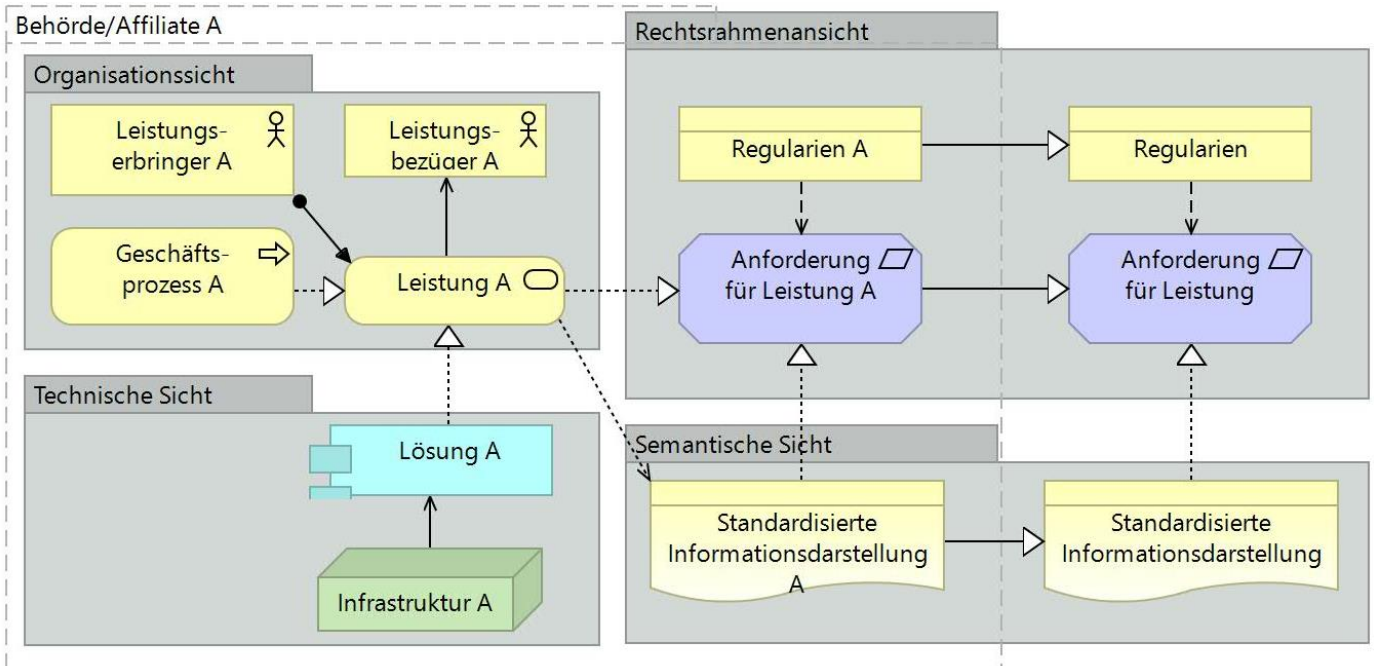 Behörde/Affiliate A
Organisationssicht
Leistungs-
erbringer A
Leistungs-
bezüger A
Geschäfts-
prozess A
Leistung A
Technische Sicht
Lösung A
Infrastruktur A
Rechtsrahmenansicht
Regularien A
Regularien
Anforderung
für Leistung A
Anforderung
für Leistung
Semantische Sicht
Standardisierte
Informationsdarstellung
A
Standardisierte
Informationsdarstellung